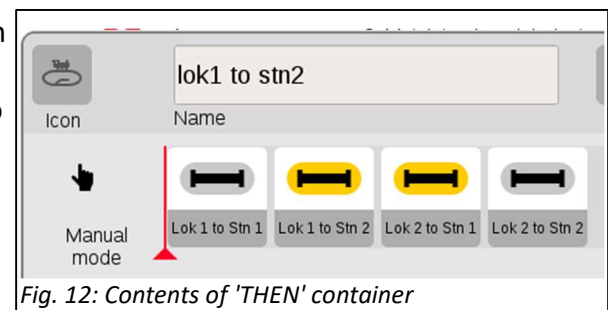 lok1 to stn2
Icon
Name
Manual
mode
Lok 1 to Stn 1
Lok 1 to Stn 2
Lok 2 to Stn 1
Lok 2 to Stn 2
Fig. 12: Contents of 'THEN' container